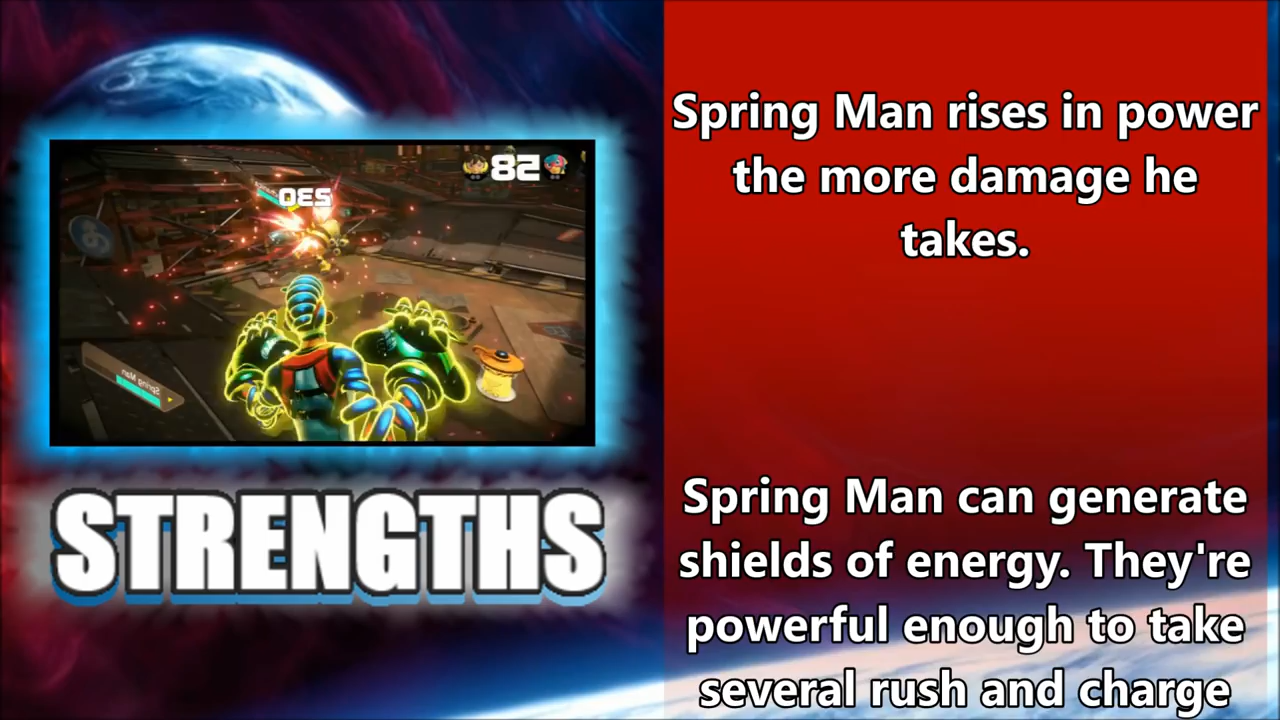 82
230
Spring Man
STRENGTHS
Spring Man rises in power
the more damage he
takes.
Spring Man can generate
shields of energy. They're
powerful enough to take
several rush and charge